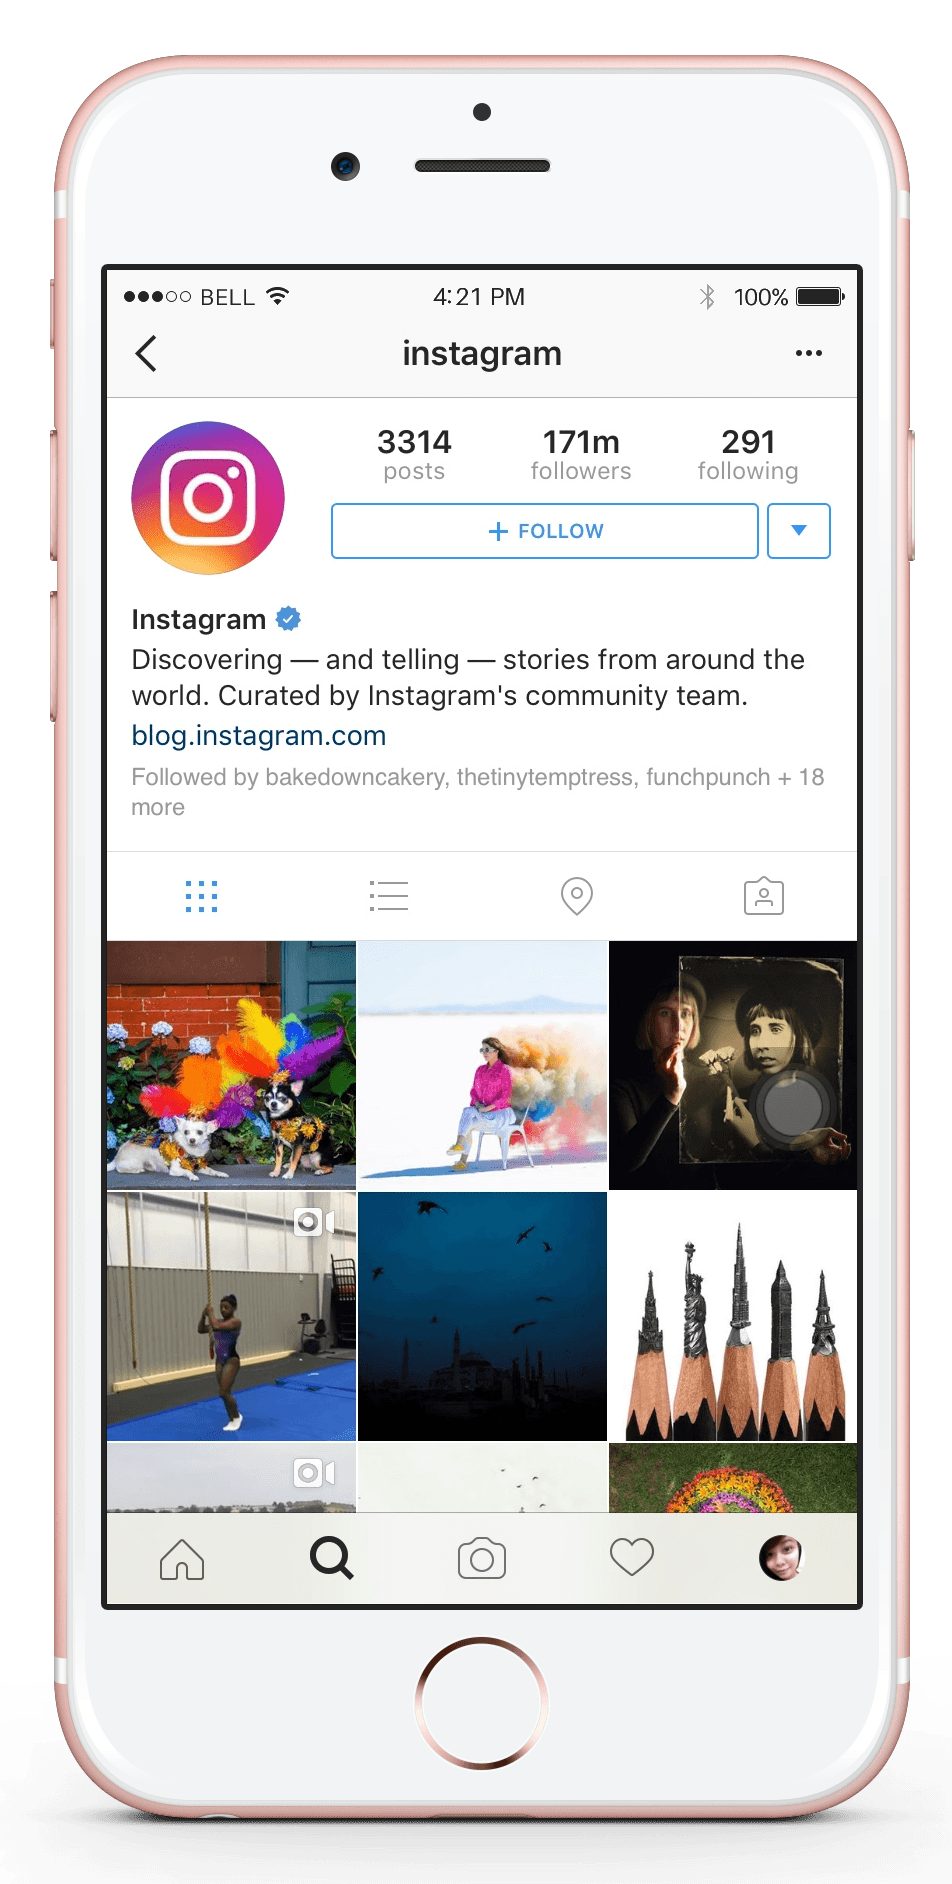 BELL 4:21 PM 100%
instagram
3314 171m 291
posts followers following
+ FOLLOW
Instagram
Discovering — and telling — stories from around the
world. Curated by Instagram's community team.
blog.instagram.com
Followed by bakedowncakery, thetinytemptress, funchpunch + 18
more